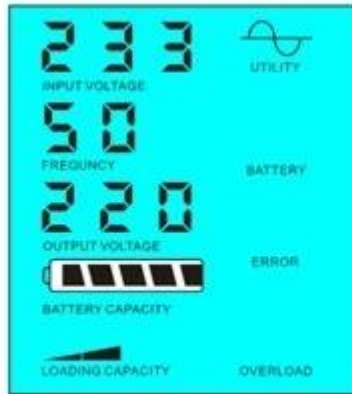 233
UTILITY
INPUT VOLTAGE
50
FREQUNCY
BATTERY
220
OUTPUT VOLTAGE
ERROR
BATTERY CAPACITY
LOADING CAPACITY
OVERLOAD